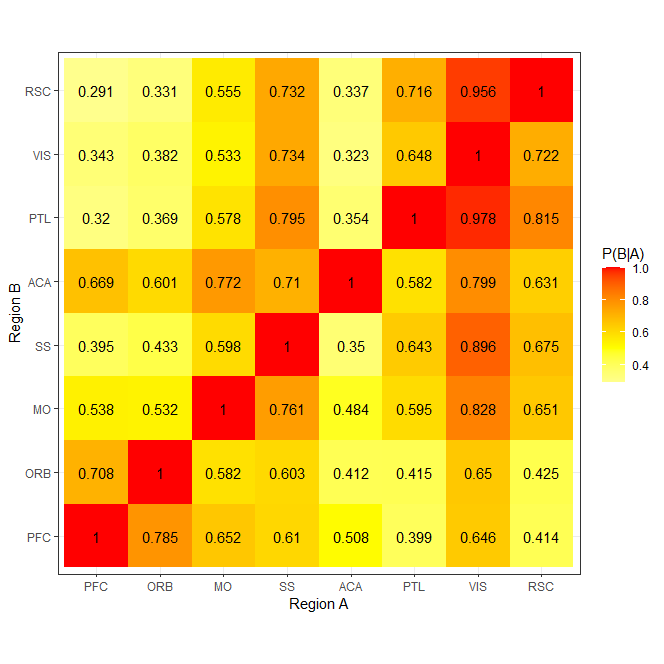 RSC 0.291 0.331 0.555 0.732 0.337 0.716 0.956 1
VIS 0.343 0.382 0.533 0.734 0.323 0.648 1 0.722
PTL 0.32 0.369 0.578 0.795 0.354 1 0.978 0.815
ACA 0.669 0.601 0.772 0.71 1 0.582 0.799 0.631
SS 0.395 0.433 0.598 1 0.35 0.643 0.896 0.675
MO 0.538 0.532 1 0.761 0.484 0.595 0.828 0.651
ORB 0.708 1 0.582 0.603 0.412 0.415 0.65 0.425
PFC 1 0.785 0.652 0.61 0.508 0.399 0.646 0.414
PFC ORB MO SS ACA PTL VIS RSC
Region A
Region B
P(B|A)
1.0
0.8
0.6
0.4